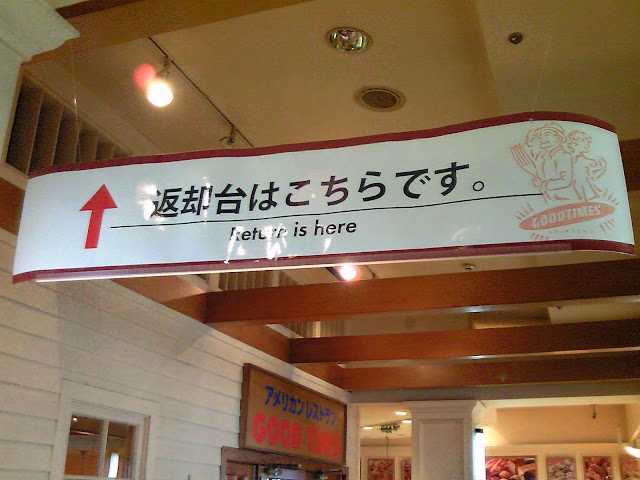 返却台はこちらです。
Return is here
GOODTIMES
アメリカンレストラン
GOOD TIMES